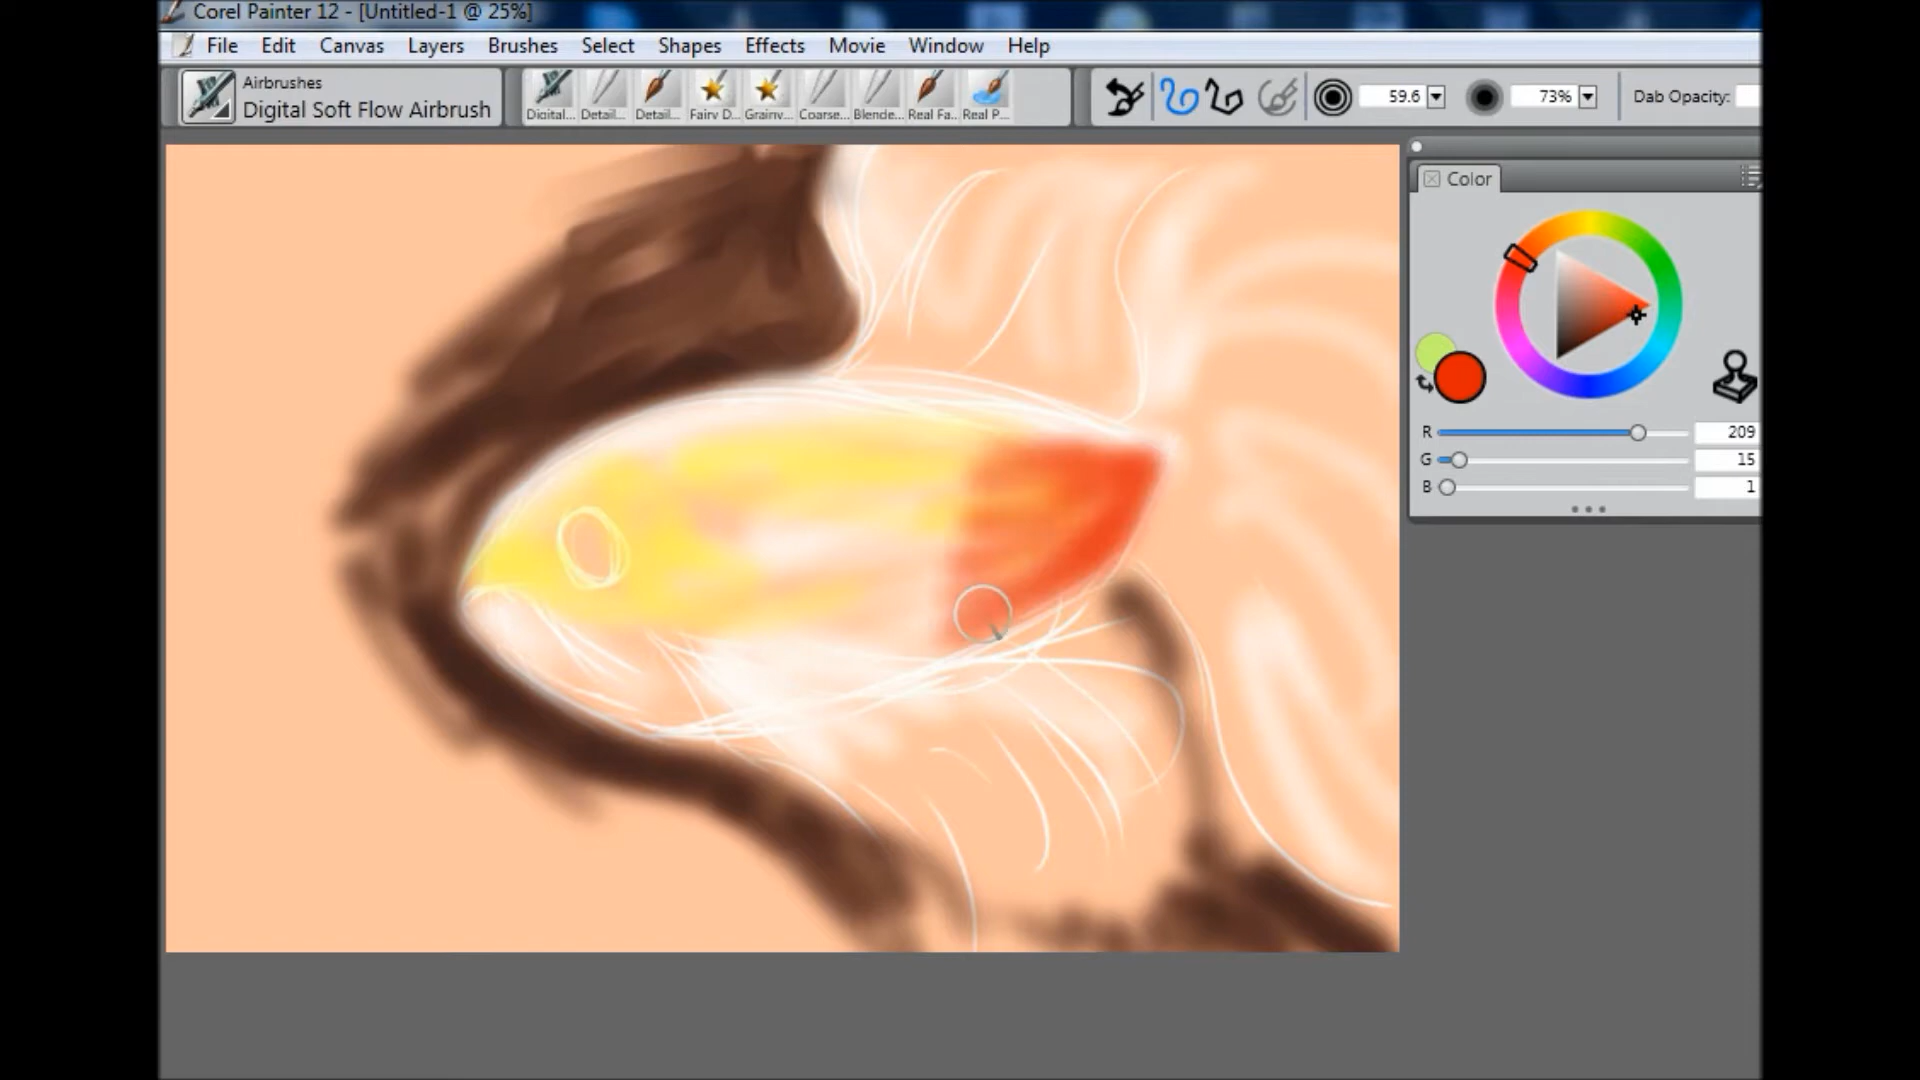 Corel Painter 12 - [Untitled-1 @ 25%]
File Edit Canvas Layers Brushes Select Shapes Effects Movie Window Help
Airbrushes
Digital Soft Flow Airbrush
Digital... Detail... Detail... Fairy D... Grainy... Coarse... Blende... Real Fa... Real P...
59.6 73% Dab Opacity:
Color
R 209
G 15
B 1